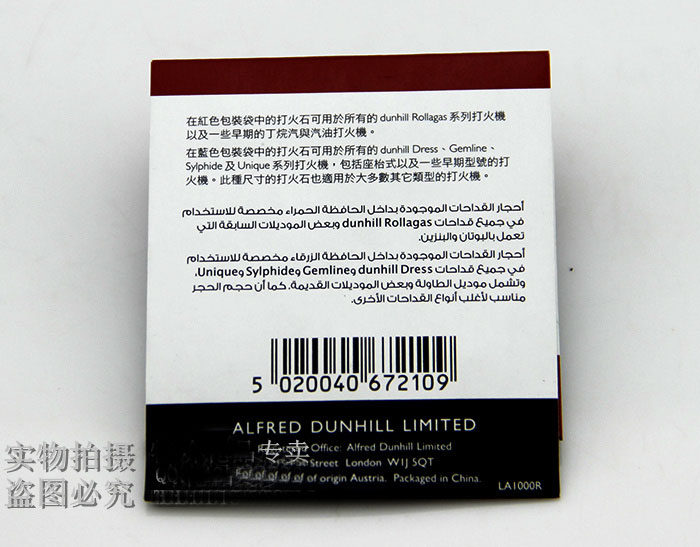 在紅色包裝袋中的打火石可用於所有的 dunhill Rollagas 系列打火機
以及一些早期的丁烷汽與汽油打火機。
在藍色包裝袋中的打火石可用於所有的 dunhill Dress、Gemline、
Sylphide 及 Unique 系列打火機，包括座枱式以及一些早期型號的打
火機。此種尺寸的打火石也適用於大多數其它類型的打火機。
أحجار القداحات الموجودة بداخل الحافظة الحمراء مخصصة للاستخدام
في جميع قداحات dunhill Rollagas وبعض الموديلات السابقة التي
تعمل بالبوتان والبنزين.
أحجار القداحات الموجودة بداخل الحافظة الزرقاء مخصصة للاستخدام
في جميع قداحات dunhill Dress وGemline وSylphide وUnique،
وتشمل موديل الطاولة وبعض الموديلات القديمة. كما أن حجم الحجر
مناسب لأغلب أنواع القداحات الأخرى.
5 020040 672109
ALFRED DUNHILL LIMITED
专卖 Office: Alfred Dunhill Limited
Street London W1J 5QT
of of of of origin Austria. Packaged in China.
LA1000R
实物拍摄
盗图必究